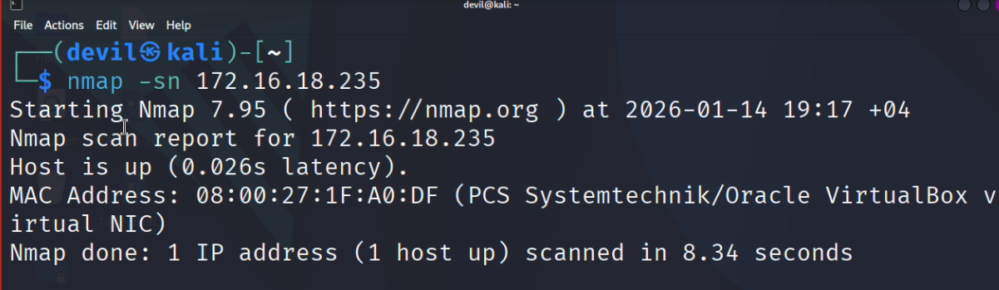 devil@kali: ~
File Actions Edit View Help
┌──(devil㉿kali)-[~]
└─$ nmap -sn 172.16.18.235
Starting Nmap 7.95 ( https://nmap.org ) at 2026-01-14 19:17 +04
Nmap scan report for 172.16.18.235
Host is up (0.026s latency).
MAC Address: 08:00:27:1F:A0:DF (PCS Systemtechnik/Oracle VirtualBox v
irtual NIC)
Nmap done: 1 IP address (1 host up) scanned in 8.34 seconds